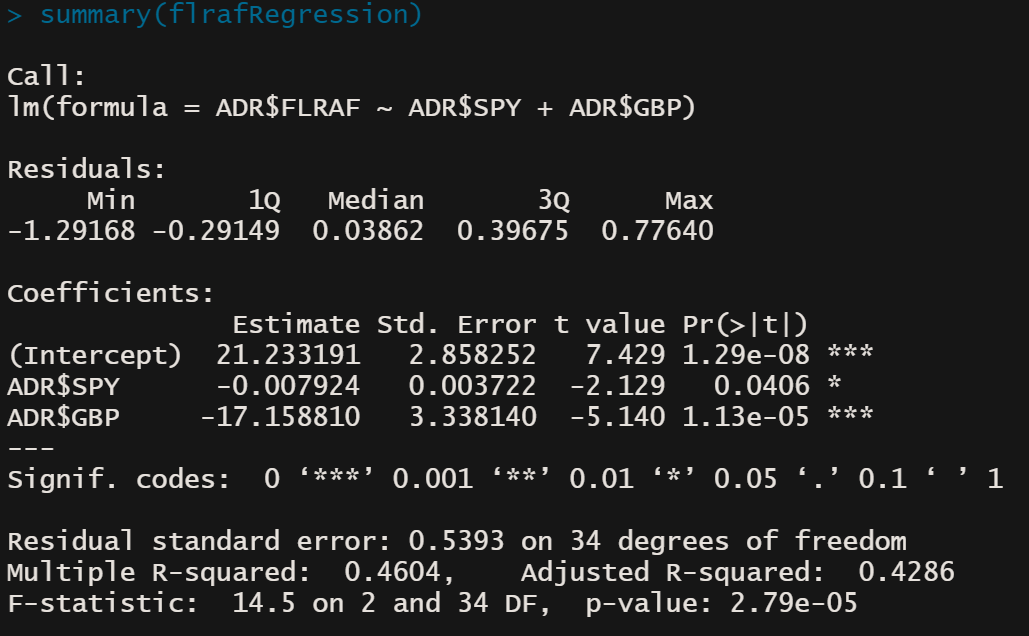 > summary(flrafRegression)
Call:
lm(formula = ADR$FLRAF ~ ADR$SPY + ADR$GBP)
Residuals:
     Min       1Q   Median       3Q      Max
-1.29168 -0.29149  0.03862  0.39675  0.77640
Coefficients:
              Estimate Std. Error t value Pr(>|t|)
(Intercept)  21.233191   2.858252   7.429 1.29e-08 ***
ADR$SPY      -0.007924   0.003722  -2.129   0.0406 *
ADR$GBP     -17.158810   3.338140  -5.140 1.13e-05 ***
---
Signif. codes:  0 ‘***’ 0.001 ‘**’ 0.01 ‘*’ 0.05 ‘.’ 0.1 ‘ ’ 1
Residual standard error: 0.5393 on 34 degrees of freedom
Multiple R-squared:  0.4604,    Adjusted R-squared:  0.4286
F-statistic:  14.5 on 2 and 34 DF,  p-value: 2.79e-05